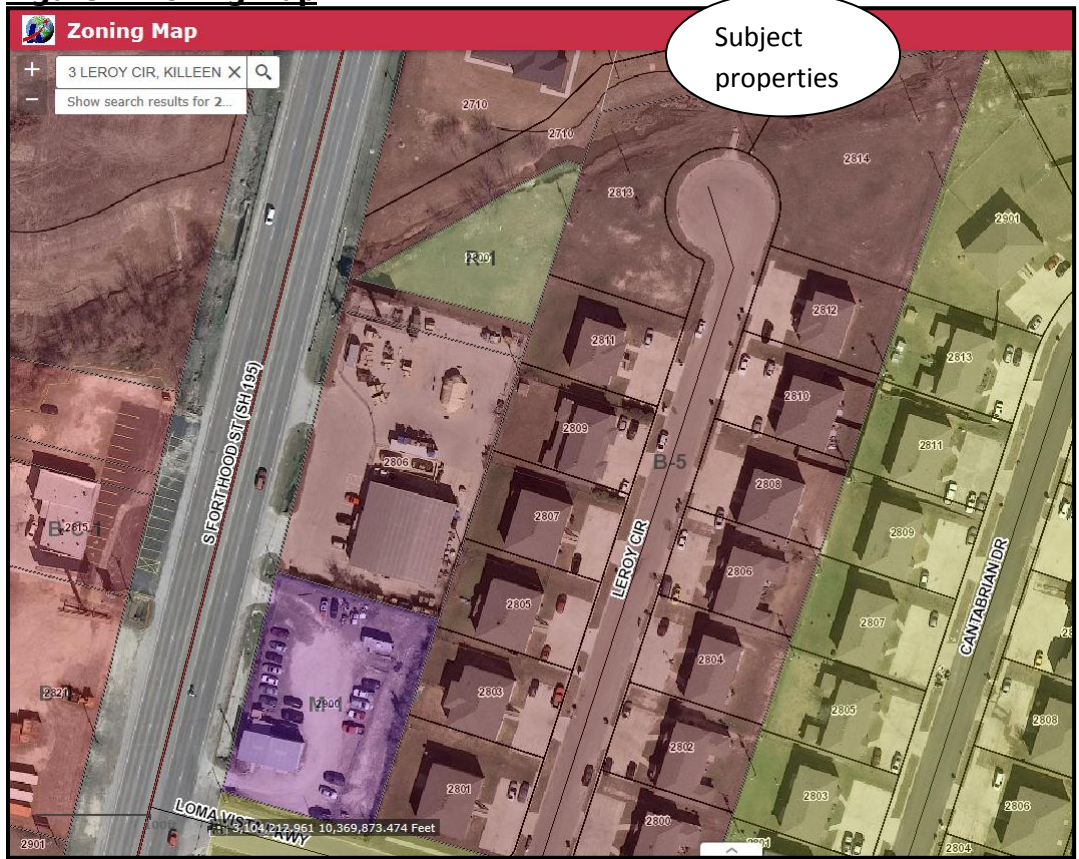 Zoning Map
Subject
properties
3 LEROY CIR, KILLEEN
Show search results for 2...
2710
2710
2813
2814
2901
R-1
2811
2812
2813
2810
2809
2811
B-5
2806
2808
2807
2809
S FORT HOOD ST (SH 195)
2815
LEROY CIR
2806
CANTABRIAN DR
2805
2807
2804
2803
2805
2821
M-1
2900
2802
2808
2801
2803
2806
2800
LOMA VISTA
3,104,212.961 10,369,873.474 Feet
2901
2804